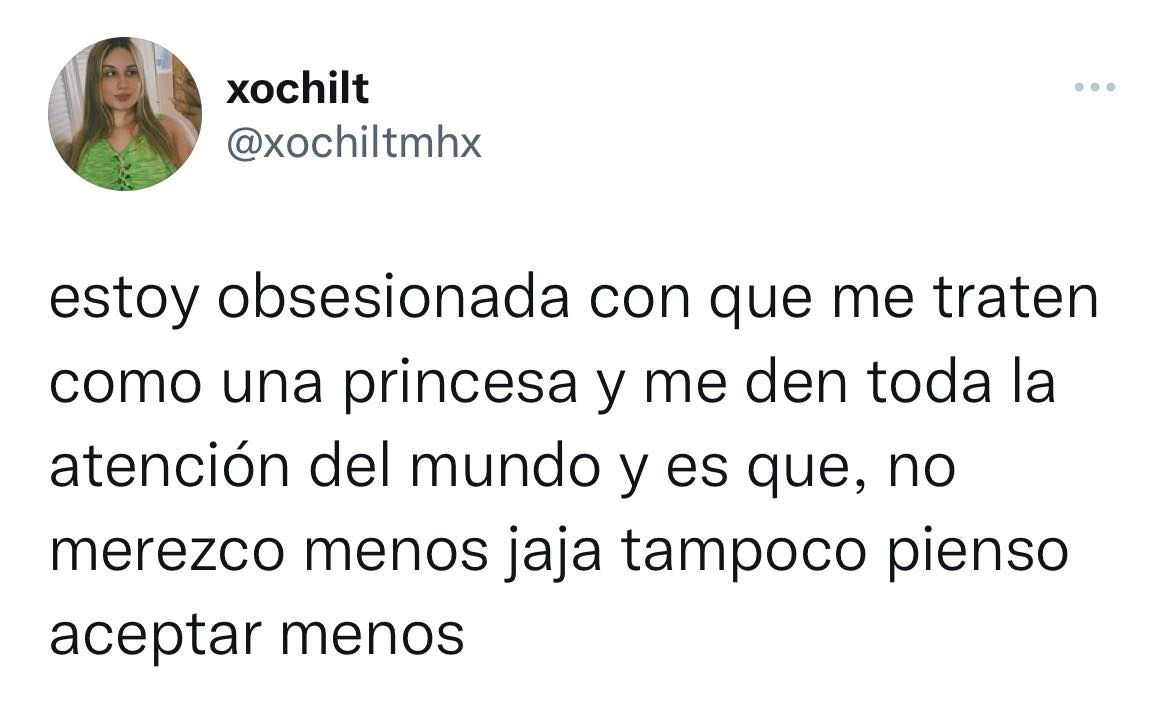 xochilt
@xochiltmhx
estoy obsesionada con que me traten
como una princesa y me den toda la
atención del mundo y es que, no
merezco menos jaja tampoco pienso
aceptar menos